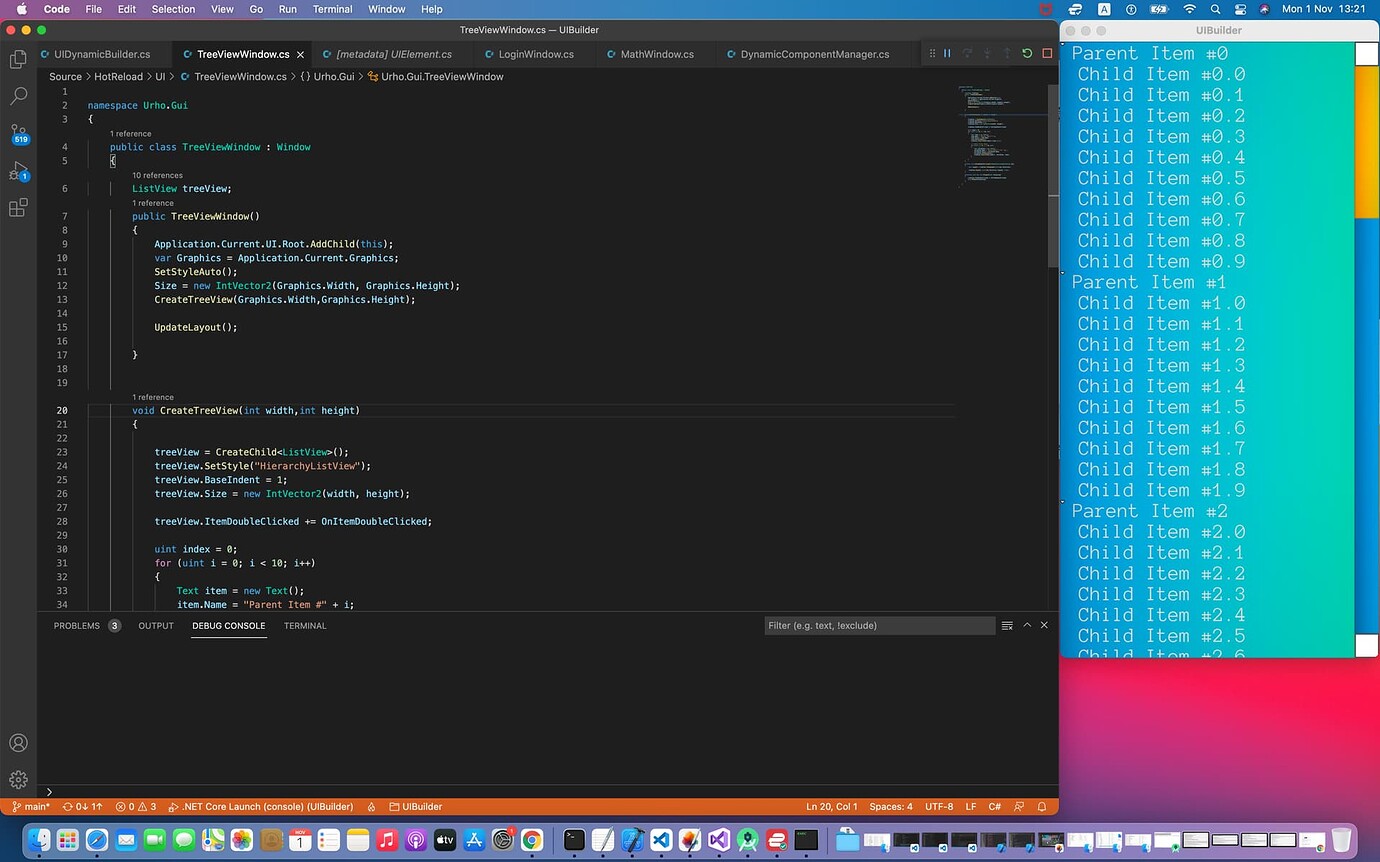 Code File Edit Selection View Go Run Terminal Window Help
A
Mon 1 Nov 13:21
TreeViewWindow.cs — UIBuilder
UIDynamicBuilder.cs
TreeViewWindow.cs
[metadata] UIElement.cs
LoginWindow.cs
MathWindow.cs
DynamicComponentManager.cs
Source > HotReload > UI > TreeViewWindow.cs > {} Urho.Gui > Urho.Gui.TreeViewWindow
519
1
1
2 namespace Urho.Gui
3 {
1 reference
4 public class TreeViewWindow : Window
5 {
10 references
6 ListView treeView;
1 reference
7 public TreeViewWindow()
8 {
9 Application.Current.UI.Root.AddChild(this);
10 var Graphics = Application.Current.Graphics;
11 SetStyleAuto();
12 Size = new IntVector2(Graphics.Width, Graphics.Height);
13 CreateTreeView(Graphics.Width,Graphics.Height);
14
15 UpdateLayout();
16
17 }
18
19
1 reference
20 void CreateTreeView(int width,int height)
21 {
22
23 treeView = CreateChild<ListView>();
24 treeView.SetStyle("HierarchyListView");
25 treeView.BaseIndent = 1;
26 treeView.Size = new IntVector2(width, height);
27
28 treeView.ItemDoubleClicked += OnItemDoubleClicked;
29
30 uint index = 0;
31 for (uint i = 0; i < 10; i++)
32 {
33 Text item = new Text();
34 item.Name = "Parent Item #" + i;
PROBLEMS 3 OUTPUT DEBUG CONSOLE TERMINAL
Filter (e.g. text, !exclude)
main* 0↓ 1↑ 0 3 .NET Core Launch (console) (UIBuilder) UIBuilder
Ln 20, Col 1 Spaces: 4 UTF-8 LF C#
UIBuilder
Parent Item #0
Child Item #0.0
Child Item #0.1
Child Item #0.2
Child Item #0.3
Child Item #0.4
Child Item #0.5
Child Item #0.6
Child Item #0.7
Child Item #0.8
Child Item #0.9
Parent Item #1
Child Item #1.0
Child Item #1.1
Child Item #1.2
Child Item #1.3
Child Item #1.4
Child Item #1.5
Child Item #1.6
Child Item #1.7
Child Item #1.8
Child Item #1.9
Parent Item #2
Child Item #2.0
Child Item #2.1
Child Item #2.2
Child Item #2.3
Child Item #2.4
Child Item #2.5
Child Item #2.6
NOV
1
tv
1